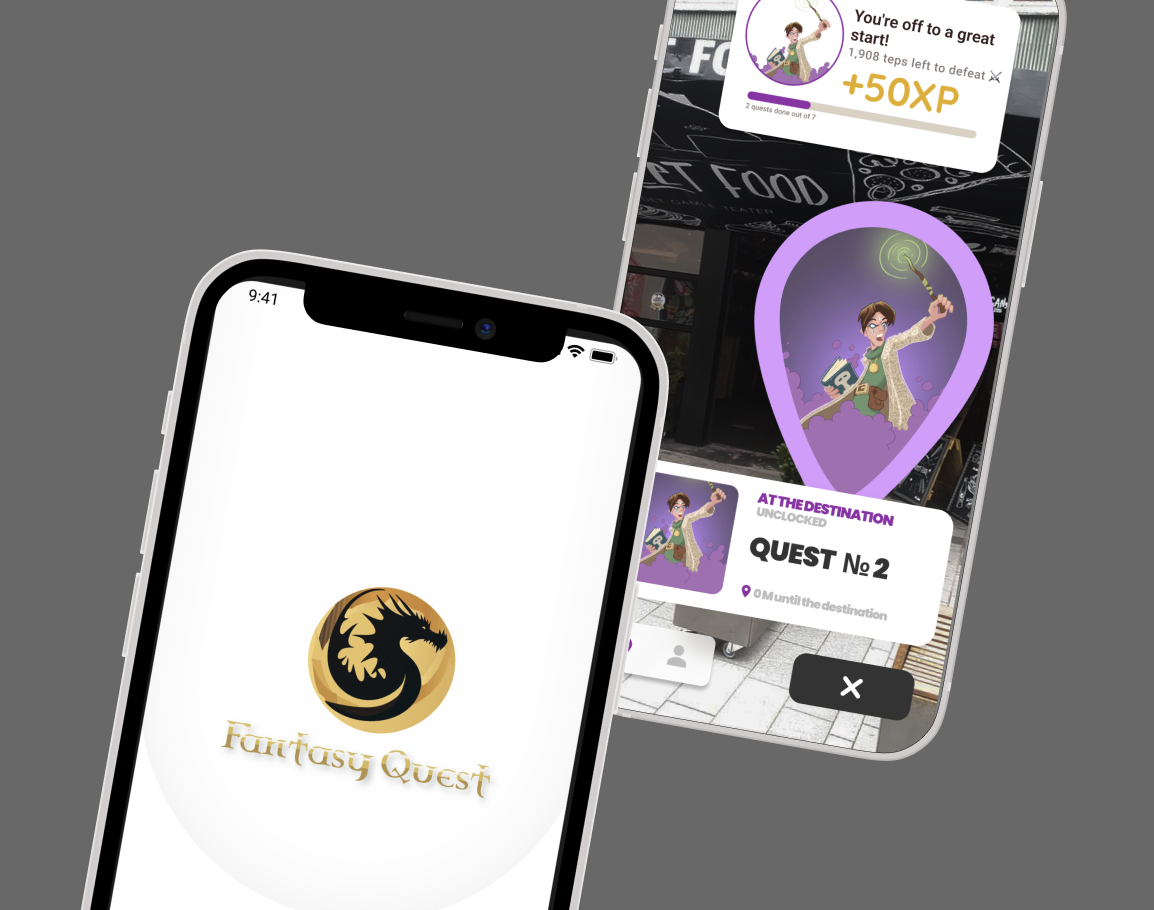 You're off to a great
start!
1,908 teps left to defeat
+50XP
2 quests done out of 7
ET FOOD
AT THE DESTINATION
UNCLOCKED
QUEST № 2
0 M until the destination
9:41
Fantasy Quest